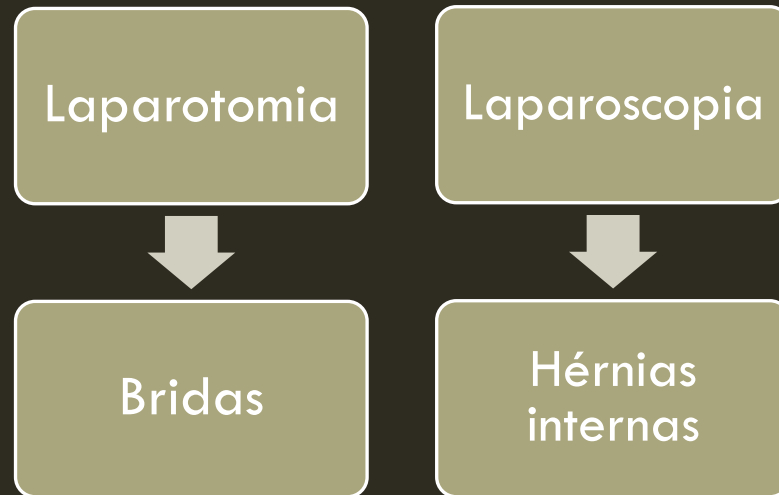 Laparotomia
Laparoscopia
Bridas
Hérnias
internas